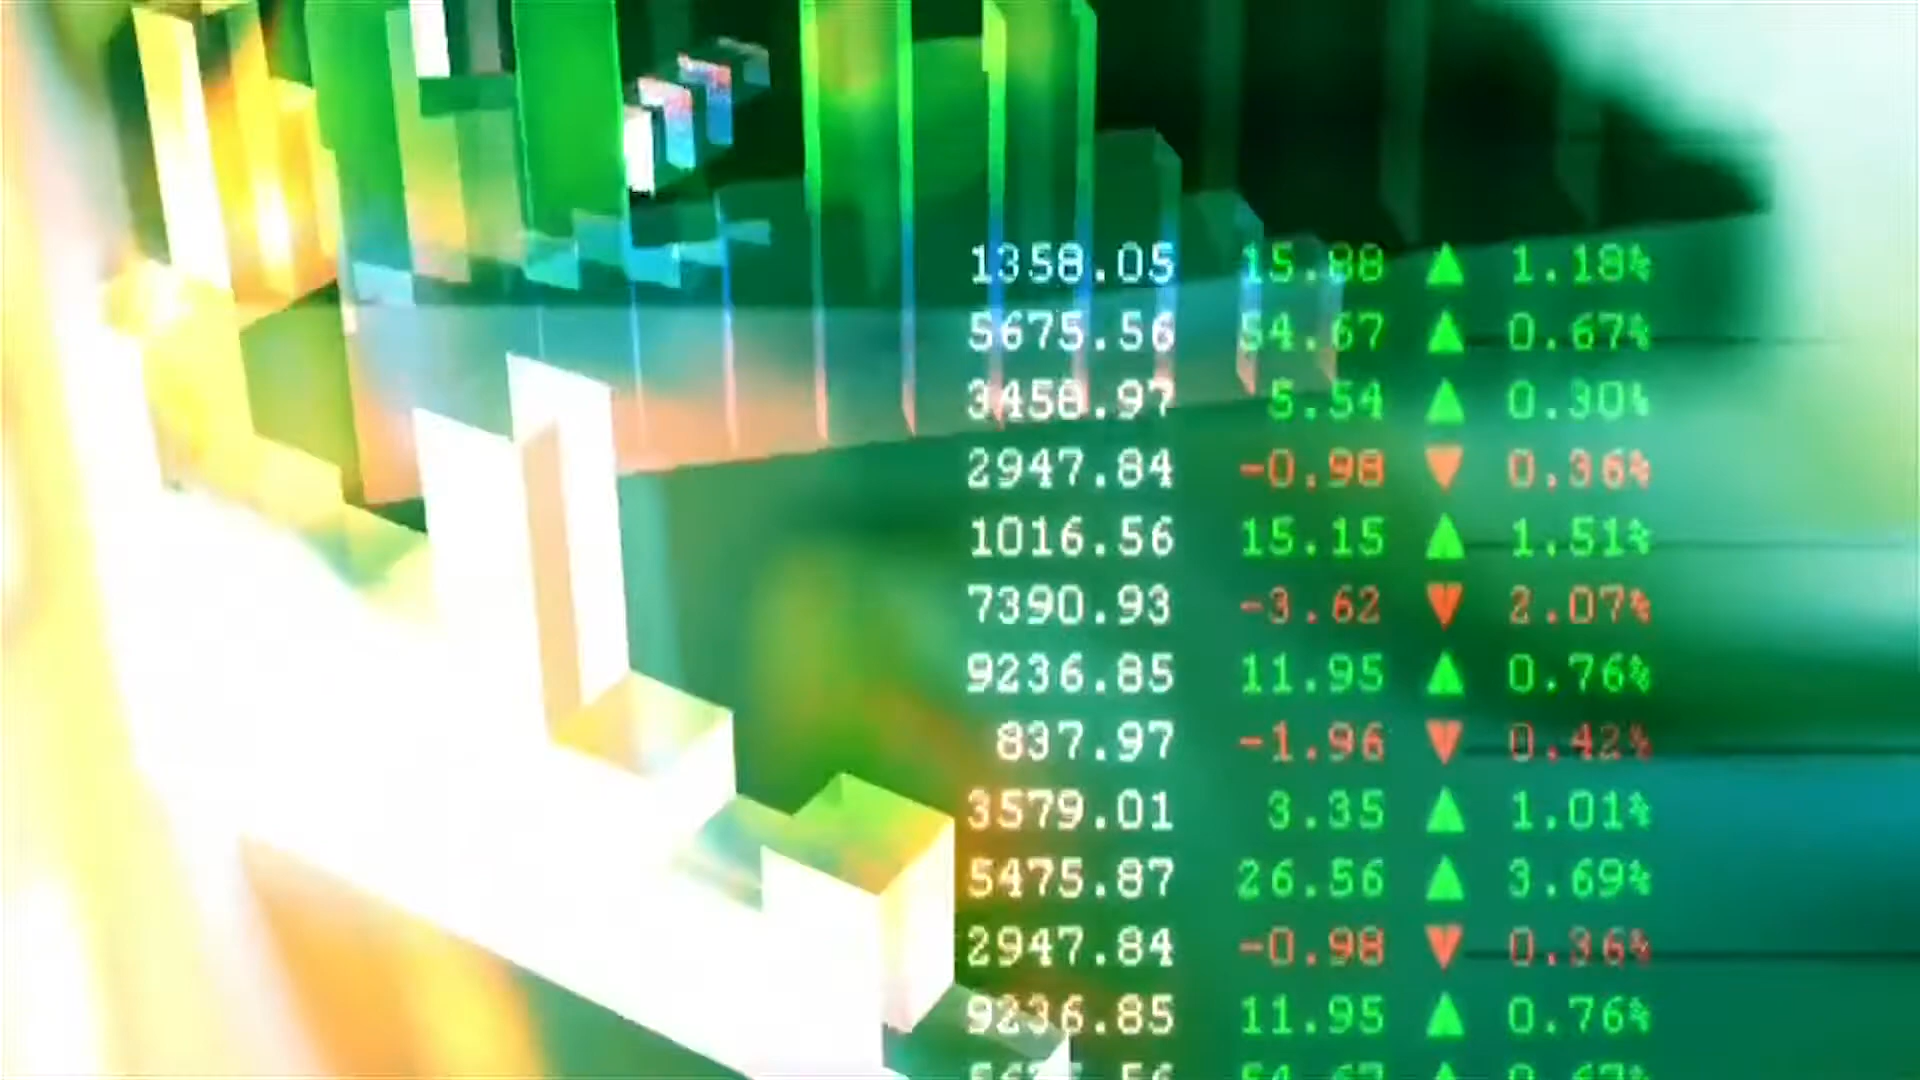 1358.05 15.88 ▲ 1.18%
5675.56 54.67 ▲ 0.67%
3458.97 5.54 ▲ 0.30%
2947.84 -0.98 ▼ 0.36%
1016.56 15.15 ▲ 1.51%
7390.93 -3.62 ▼ 2.07%
9236.85 11.95 ▲ 0.76%
837.97 -1.96 ▼ 0.42%
3579.01 3.35 ▲ 1.01%
5475.87 26.56 ▲ 3.69%
2947.84 -0.98 ▼ 0.36%
9236.85 11.95 ▲ 0.76%